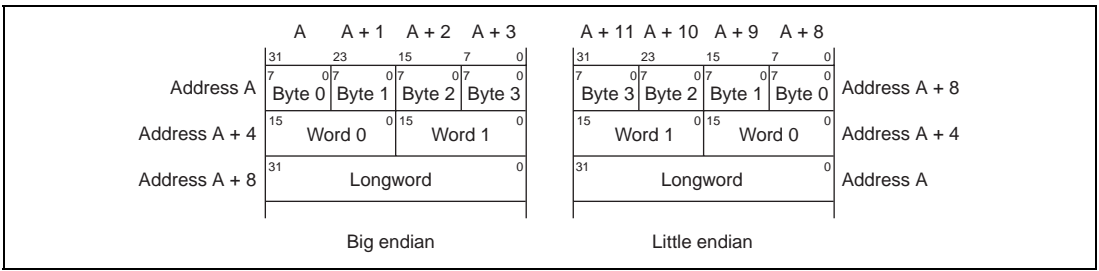 A A + 1 A + 2 A + 3 A + 11 A + 10 A + 9 A + 8
31 23 15 7 0 31 23 15 7 0
7 0 7 0 7 0 7 0 7 0 7 0 7 0 7 0
Address A Byte 0 Byte 1 Byte 2 Byte 3 Byte 3 Byte 2 Byte 1 Byte 0 Address A + 8
15 0 15 0 15 0 15 0
Address A + 4 Word 0 Word 1 Word 1 Word 0 Address A + 4
31 0 31 0
Address A + 8 Longword Longword Address A
Big endian Little endian